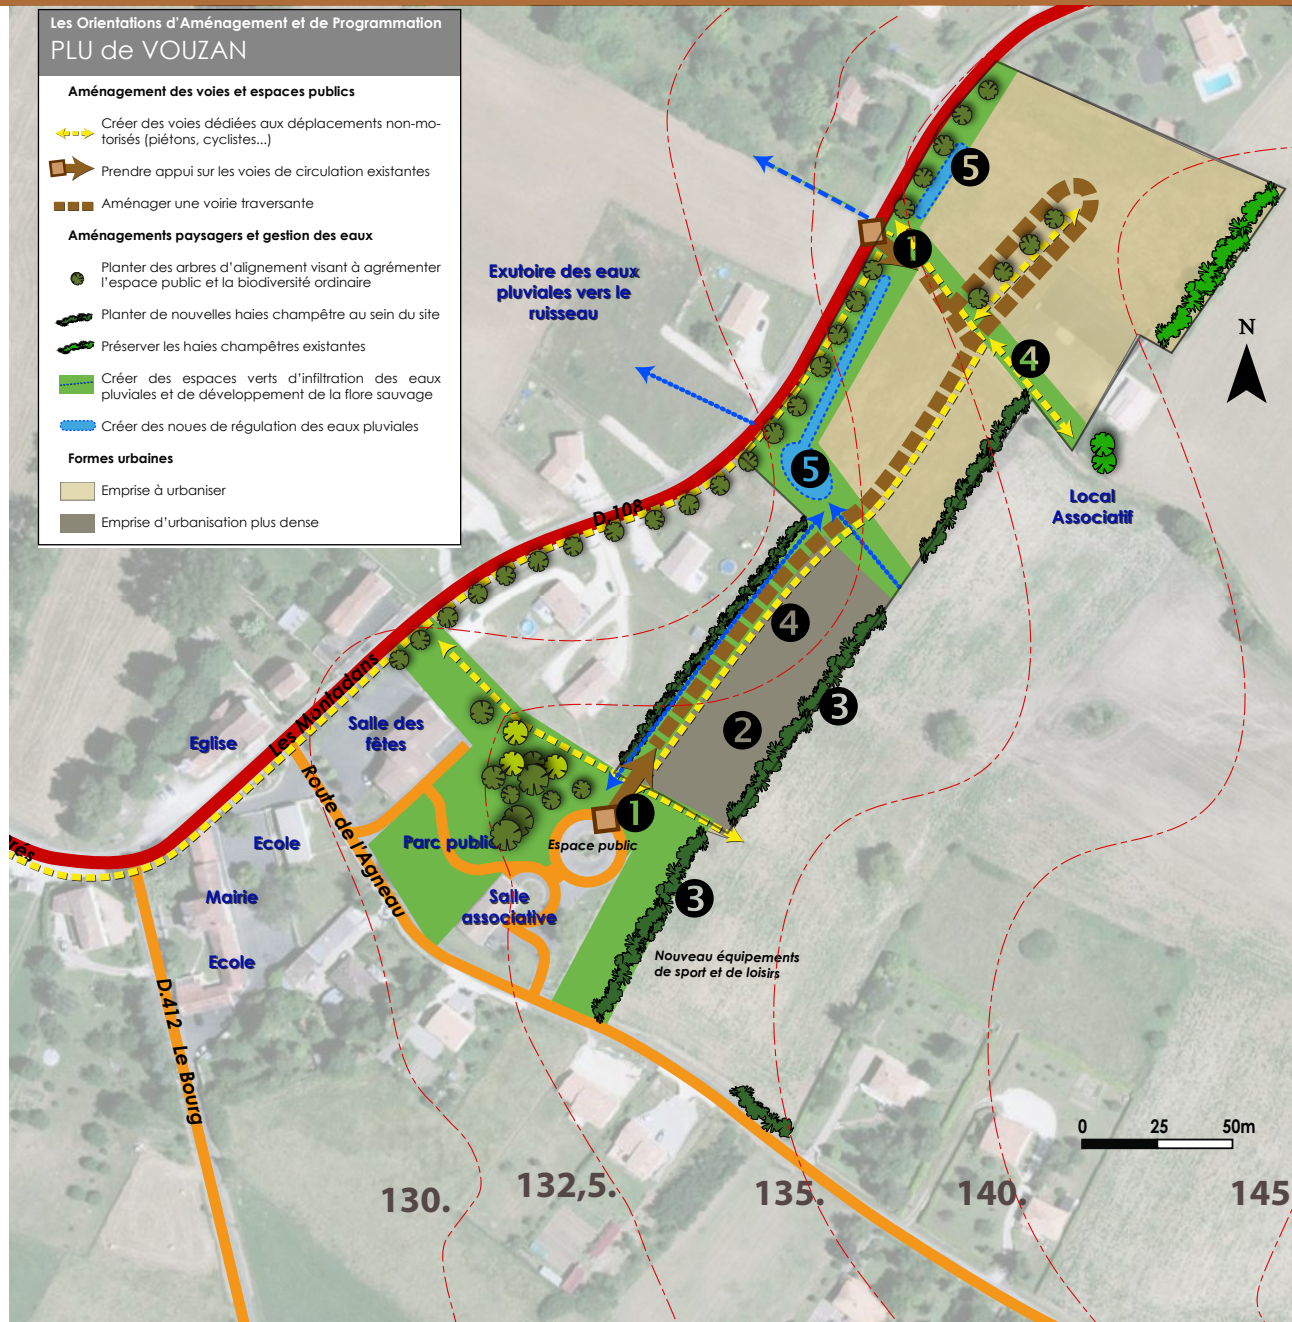 Les Orientations d'Aménagement et de Programmation
PLU de VOUZAN
Aménagement des voies et espaces publics
Créer des voies dédiées aux déplacements non-mo-
torisés (piétons, cyclistes...)
Prendre appui sur les voies de circulation existantes
Aménager une voirie traversante
Aménagements paysagers et gestion des eaux
Planter des arbres d'alignement visant à agrémenter
l'espace public et la biodiversité ordinaire
Planter de nouvelles haies champêtre au sein du site
Préserver les haies champêtres existantes
Créer des espaces verts d'infiltration des eaux
pluviales et de développement de la flore sauvage
Créer des noues de régulation des eaux pluviales
Formes urbaines
Emprise à urbaniser
Emprise d'urbanisation plus dense
5
1
Exutoire des eaux
pluviales vers le
ruisseau
N
4
5
Local
Associatif
D.108
4
3
2
Les Montadans
Salle des
fêtes
Eglise
Route de l'Agneau
1
Ecole
Parc public
Espace public
Mairie
Salle
associative
3
Ecole
Nouveau équipements
de sport et de loisirs
D.412 Le Bourg
0 25 50m
130.
132,5.
135.
140.
145